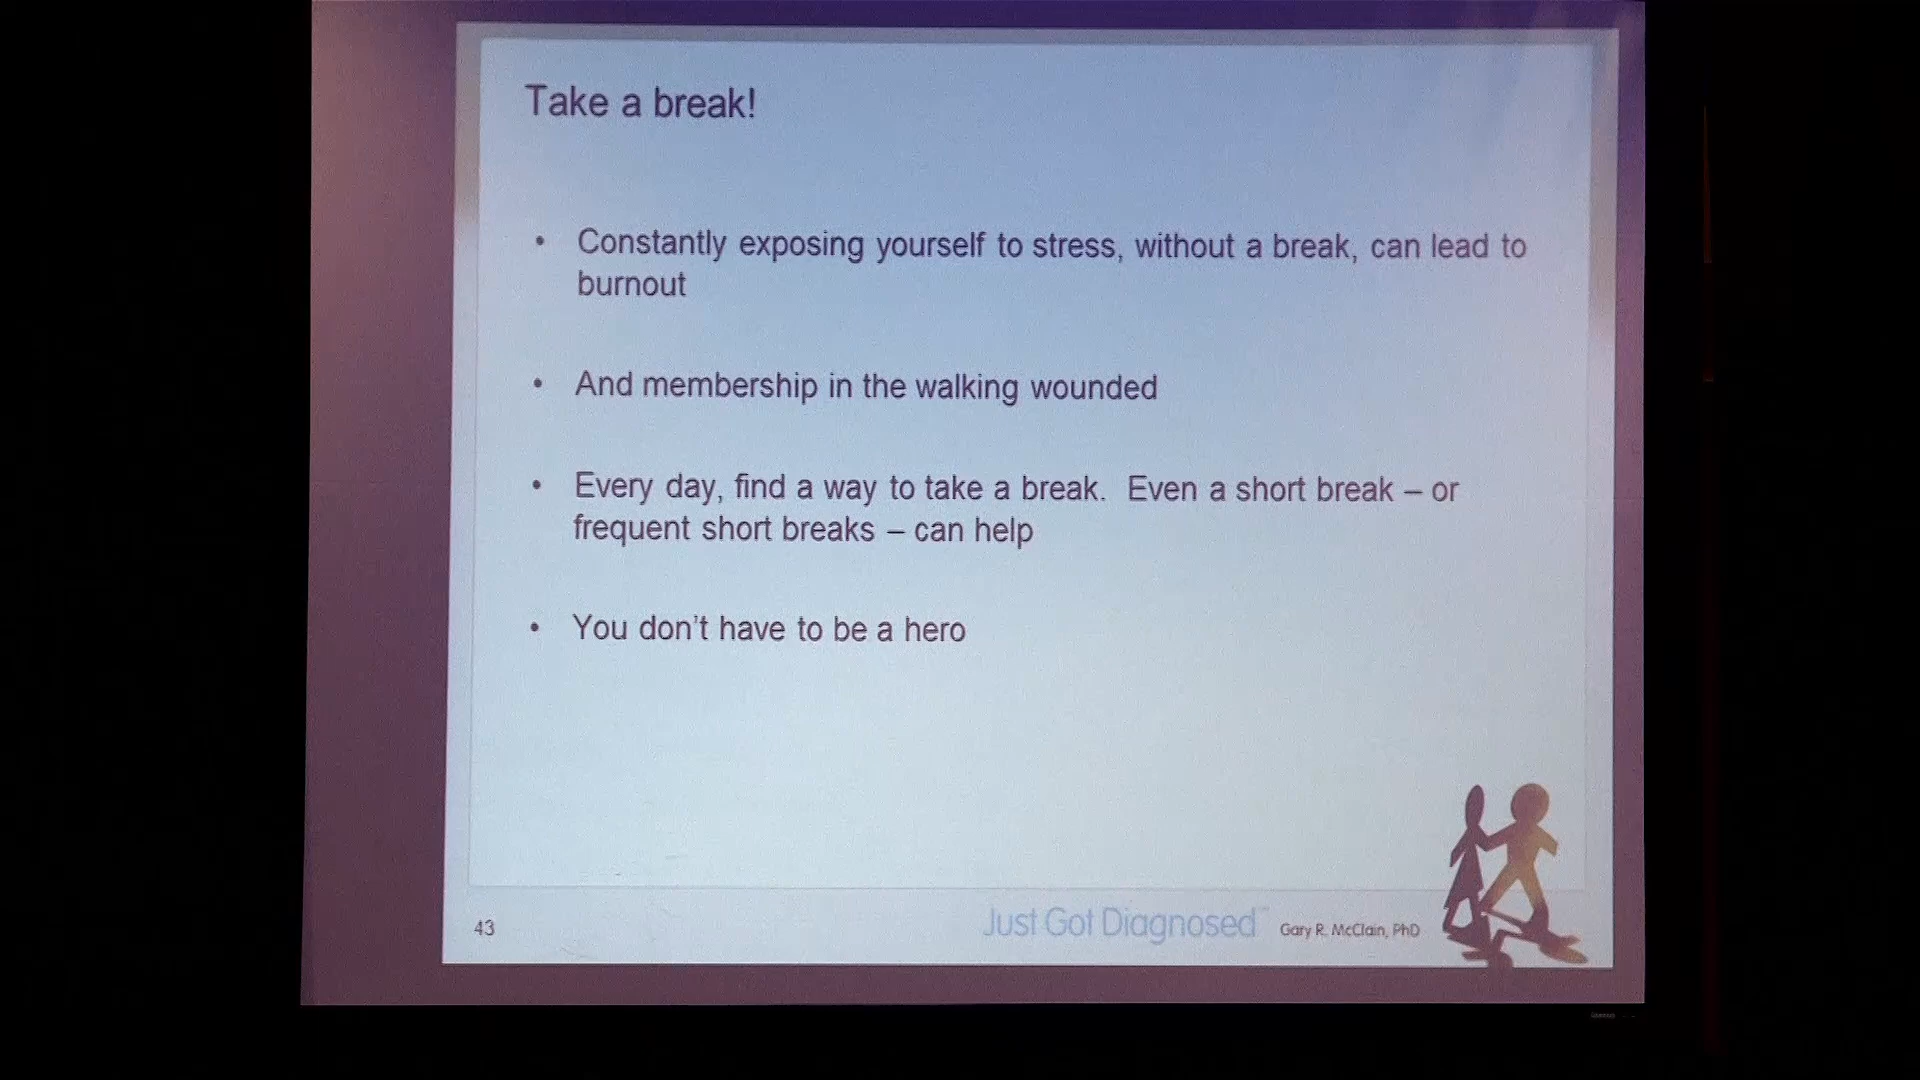 Take a break!
• Constantly exposing yourself to stress, without a break, can lead to
burnout
• And membership in the walking wounded
• Every day, find a way to take a break.  Even a short break – or
frequent short breaks – can help
• You don't have to be a hero
43
Just Got Diagnosed™
Gary R. McClain, PhD